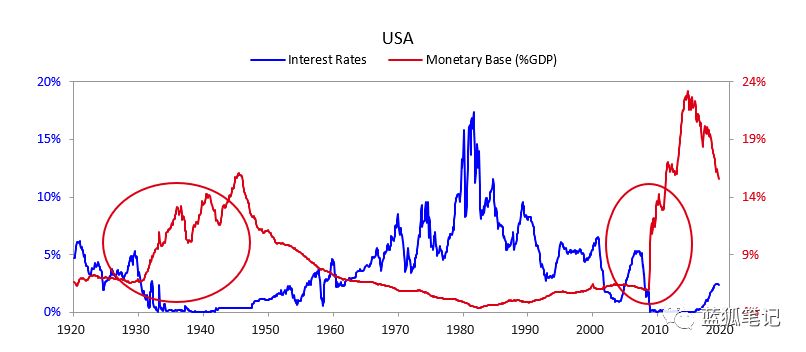 USA
Interest Rates Monetary Base (%GDP)
20% 24%
15% 19%
10% 14%
5% 9%
0%
1920 1930 1940 1950 1960 1970 1980 1990 2000 2010 2020
蓝狐笔记